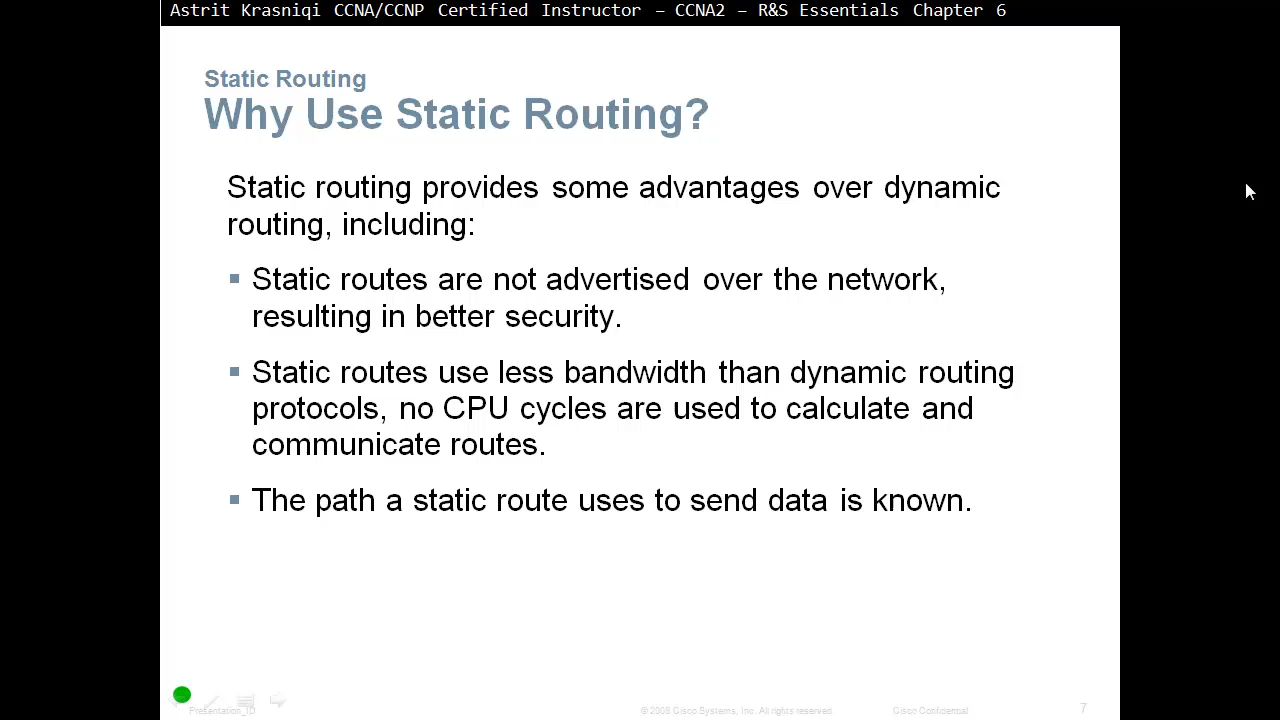 Astrit Krasniqi CCNA/CCNP Certified Instructor – CCNA2 – R&S Essentials Chapter 6
Static Routing
Why Use Static Routing?
Static routing provides some advantages over dynamic
routing, including:
▪ Static routes are not advertised over the network,
resulting in better security.
▪ Static routes use less bandwidth than dynamic routing
protocols, no CPU cycles are used to calculate and
communicate routes.
▪ The path a static route uses to send data is known.
Presentation_ID © 2008 Cisco Systems, Inc. All rights reserved. Cisco Confidential 7